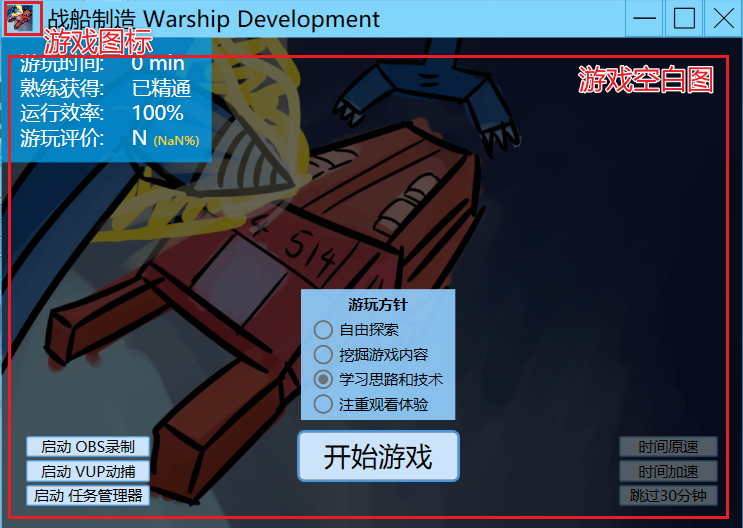 战船制造 Warship Development
游戏图标
游戏空白图
游玩时间: 0 min
熟练获得: 已精通
运行效率: 100%
游玩评价: N (NaN%)
4 514
游玩方针
自由探索
挖掘游戏内容
学习思路和技术
注重观看体验
开始游戏
启动 OBS录制
启动 VUP动捕
启动 任务管理器
时间原速
时间加速
跳过30分钟